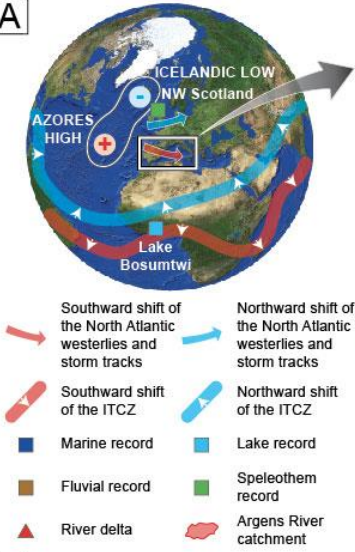 A
ICELANDIC LOW
NW Scotland
AZORES
HIGH
-
+
Lake
Bosumtwi
Southward shift of
the North Atlantic
westerlies and
storm tracks
Northward shift of
the North Atlantic
westerlies and
storm tracks
Southward shift
of the ITCZ
Northward shift
of the ITCZ
Marine record
Lake record
Fluvial record
Speleothem
record
River delta
Argens River
catchment